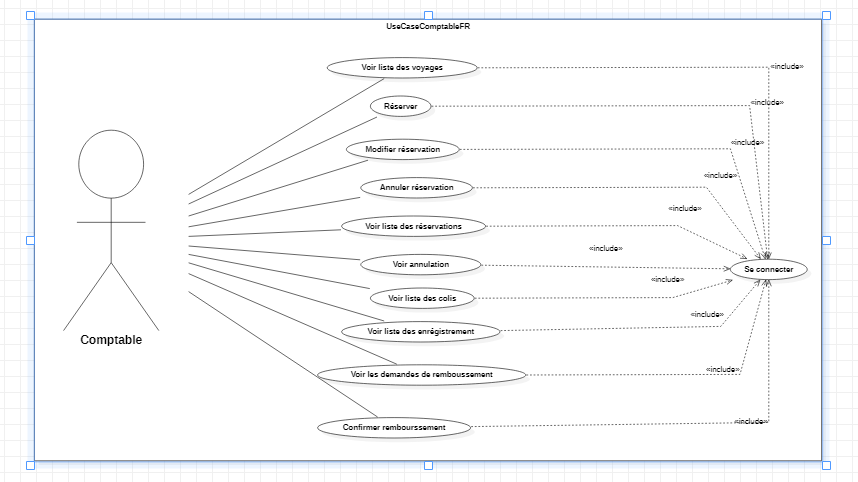 UseCaseComptableFR
Voir liste des voyages
«include»
Réserver
«include»
Modifier réservation
«include»
Annuler réservation
«include»
Voir liste des réservations
«include»
Voir annulation
«include»
Se connecter
Voir liste des colis
«include»
Voir liste des enrégistrement
«include»
Comptable
Voir les demandes de remboussement
«include»
Confirmer rembourssement
«include»